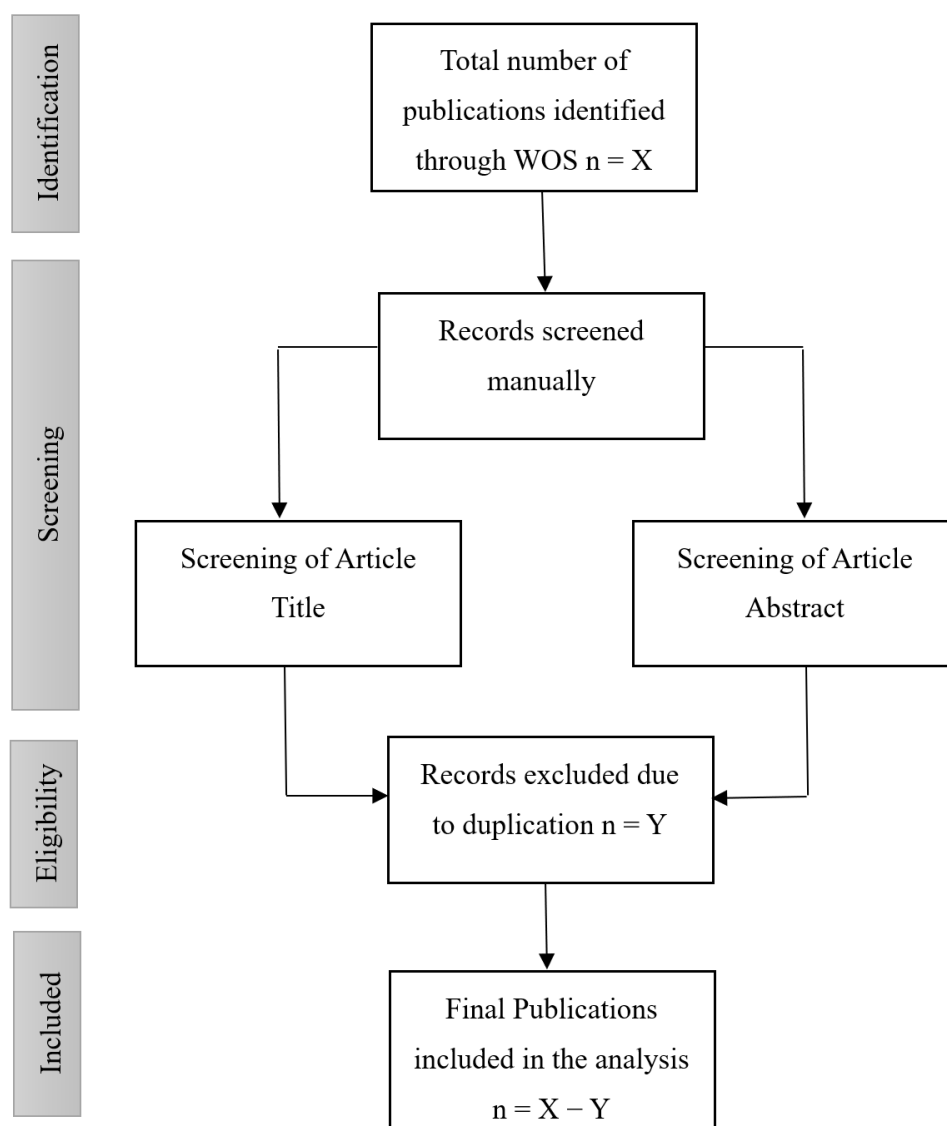 Identification
Total number of
publications identified
through WOS n = X
Screening
Records screened
manually
Screening of Article
Title
Screening of Article
Abstract
Eligibility
Records excluded due
to duplication n = Y
Included
Final Publications
included in the analysis
n = X − Y